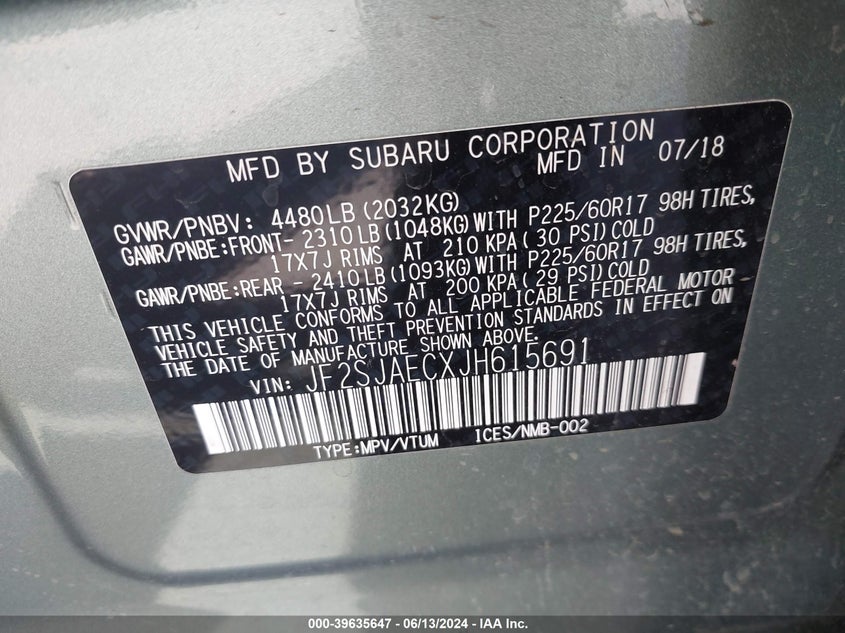 MFD BY SUBARU CORPORATION
MFD IN 07/18
GVWR/PNBV: 4480LB (2032KG)
GAWR/PNBE:FRONT- 2310LB (1048KG) WITH P225/60R17 98H TIRES,
17X7J RIMS AT 210 KPA ( 30 PSI) COLD
GAWR/PNBE:REAR - 2410LB (1093KG) WITH P225/60R17 98H TIRES,
17X7J RIMS AT 200 KPA ( 29 PSI) COLD
THIS VEHICLE CONFORMS TO ALL APPLICABLE FEDERAL MOTOR
VEHICLE SAFETY AND THEFT PREVENTION STANDARDS IN EFFECT ON
THE DATE OF MANUFACTURE SHOWN ABOVE.
VIN: JF2SJAECXJH615691
TYPE:MPV/VTUM ICES/NMB-002
000-39635647 - 06/13/2024 - IAA Inc.